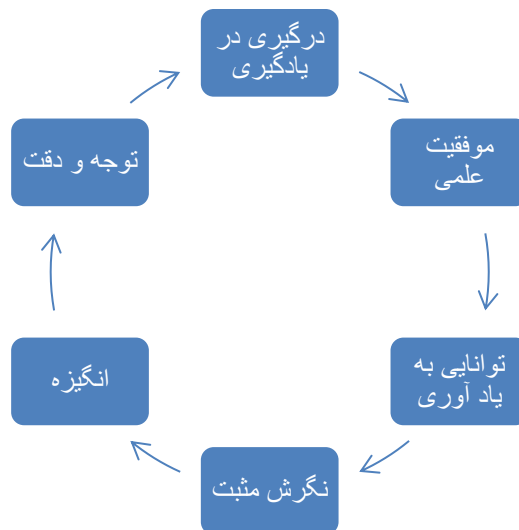 درگیری در
یادگیری
موفقیت
علمی
توانایی به
یاد آوری
نگرش مثبت
انگیزه
توجه و دقت